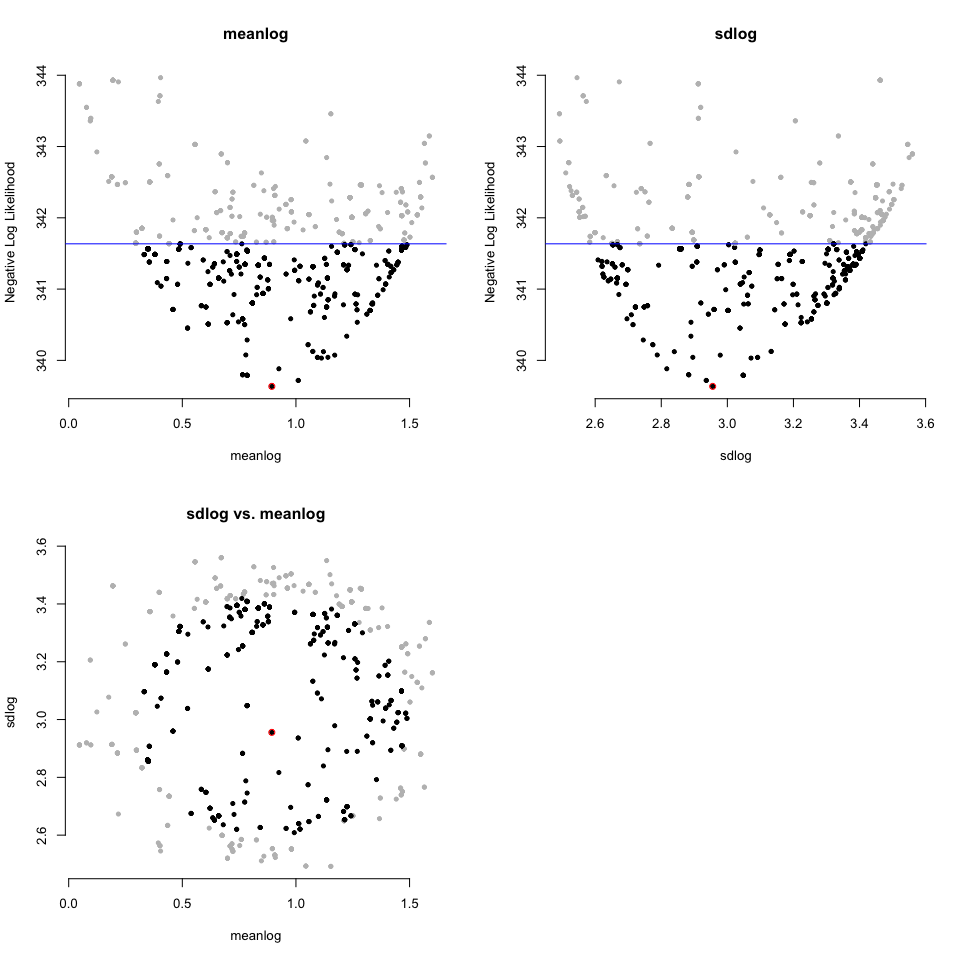 meanlog
Negative Log Likelihood
344
343
342
341
340
0.0 0.5 1.0 1.5
meanlog
sdlog
Negative Log Likelihood
344
343
342
341
340
2.6 2.8 3.0 3.2 3.4 3.6
sdlog
sdlog vs. meanlog
sdlog
3.6
3.4
3.2
3.0
2.8
2.6
0.0 0.5 1.0 1.5
meanlog